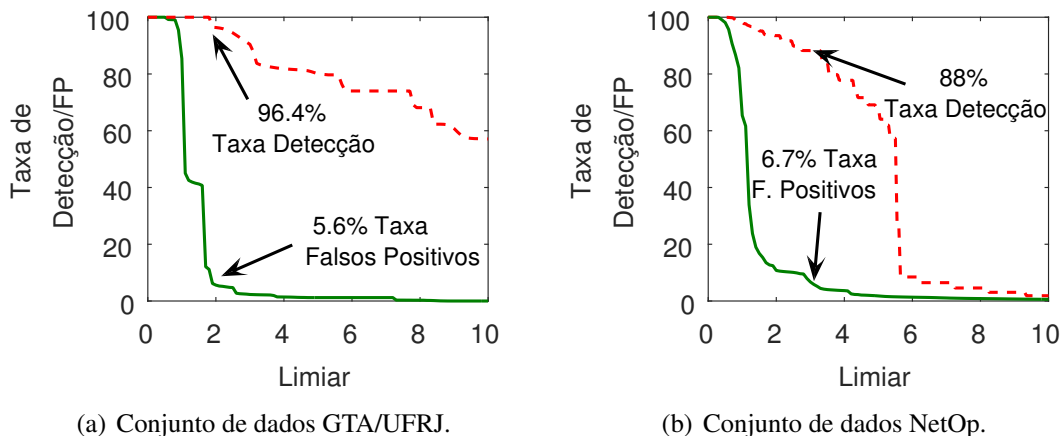 100
80
60
40
20
0
Taxa de
Detecção/FP
96.4%
Taxa Detecção
5.6% Taxa
Falsos Positivos
0 2 4 6 8 10
Limiar
(a) Conjunto de dados GTA/UFRJ.
100
80
60
40
20
0
Taxa de
Detecção/FP
88%
Taxa Detecção
6.7% Taxa
F. Positivos
0 2 4 6 8 10
Limiar
(b) Conjunto de dados NetOp.